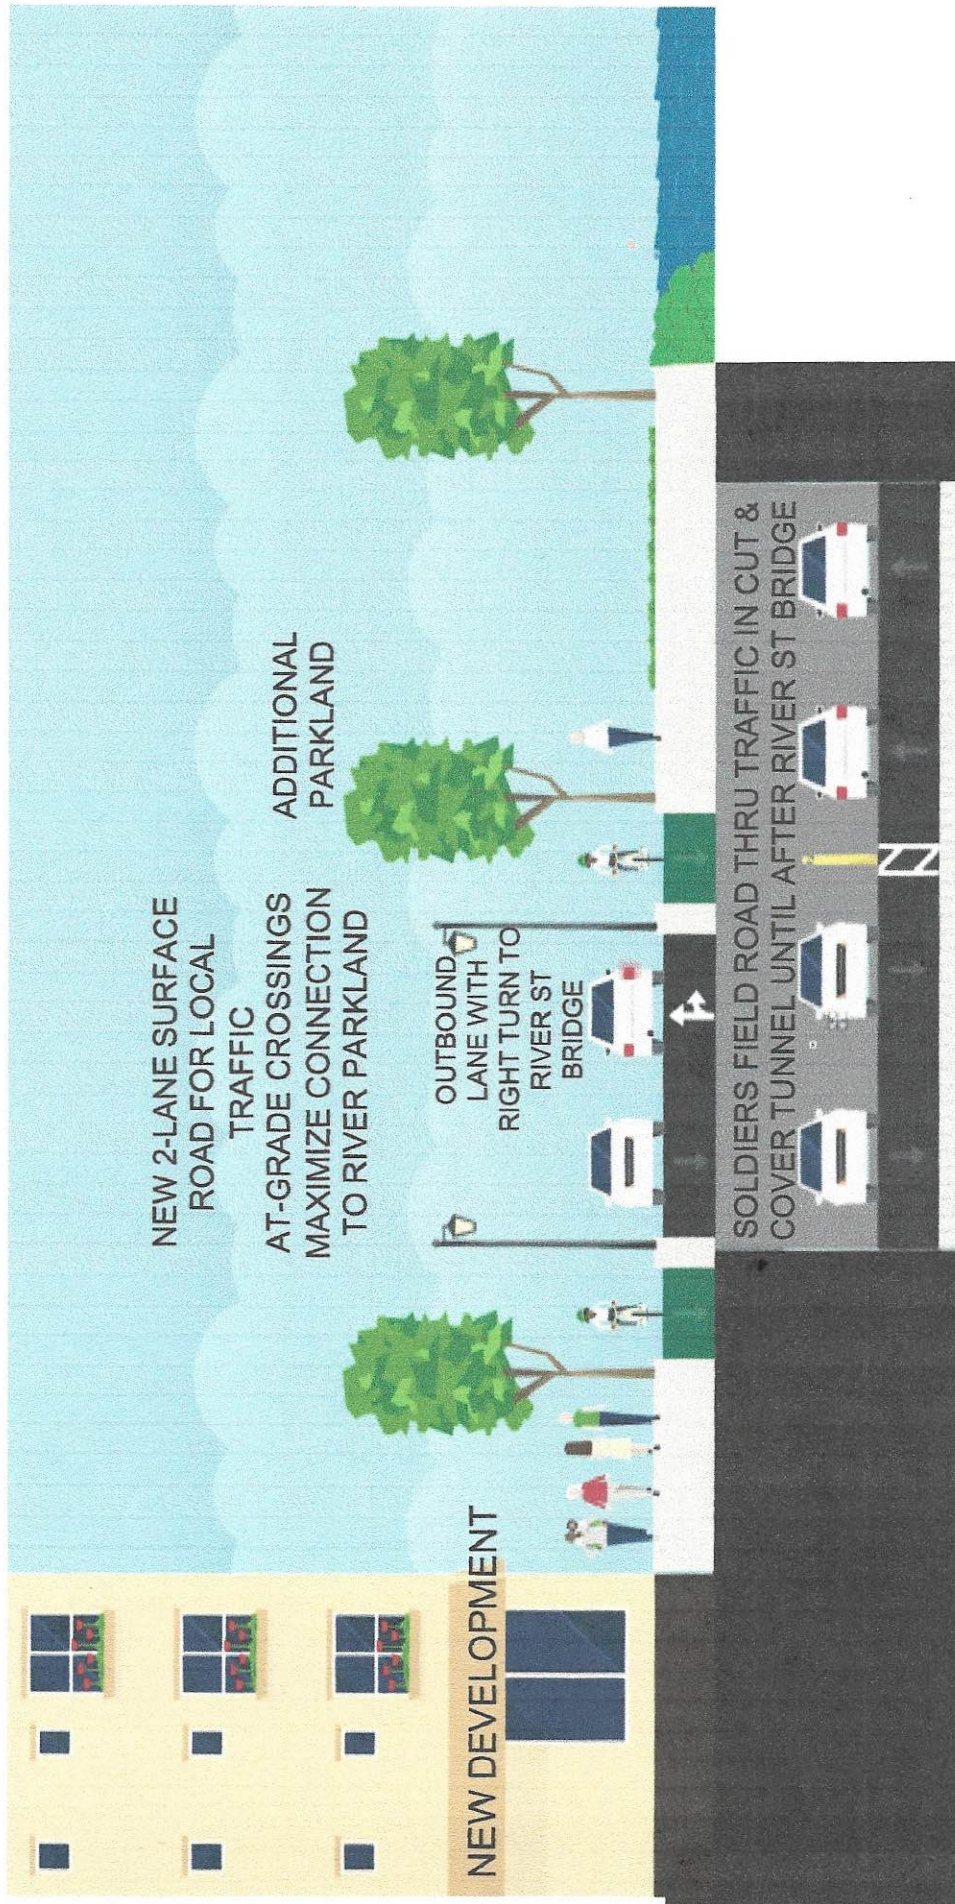 NEW 2-LANE SURFACE
ROAD FOR LOCAL
TRAFFIC
AT-GRADE CROSSINGS
MAXIMIZE CONNECTION
TO RIVER PARKLAND
ADDITIONAL
PARKLAND
OUTBOUND
LANE WITH
RIGHT TURN TO
RIVER ST
BRIDGE
NEW DEVELOPMENT
SOLDIERS FIELD ROAD THRU TRAFFIC IN CUT &
COVER TUNNEL UNTIL AFTER RIVER ST BRIDGE